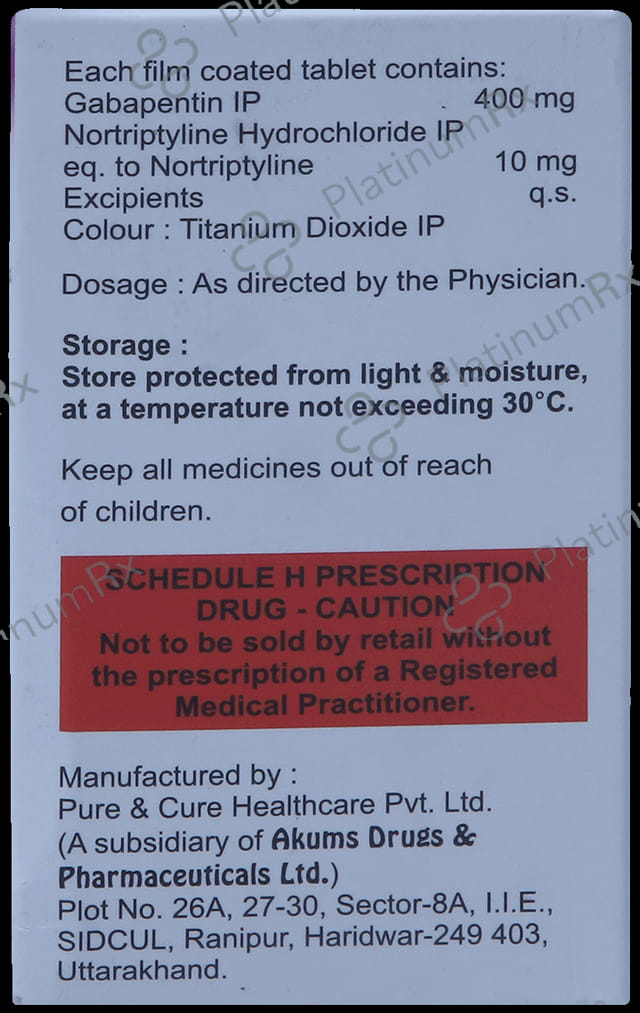 Each film coated tablet contains:
Gabapentin IP 400 mg
Nortriptyline Hydrochloride IP
eq. to Nortriptyline 10 mg
Excipients q.s.
Colour : Titanium Dioxide IP
Dosage : As directed by the Physician.
Storage :
Store protected from light & moisture,
at a temperature not exceeding 30°C.
Keep all medicines out of reach
of children.
SCHEDULE H PRESCRIPTION
DRUG - CAUTION
Not to be sold by retail without
the prescription of a Registered
Medical Practitioner.
Manufactured by :
Pure & Cure Healthcare Pvt. Ltd.
(A subsidiary of Akums Drugs &
Pharmaceuticals Ltd.)
Plot No. 26A, 27-30, Sector-8A, I.I.E.,
SIDCUL, Ranipur, Haridwar-249 403,
Uttarakhand.
PlatinumRx
PlatinumRx